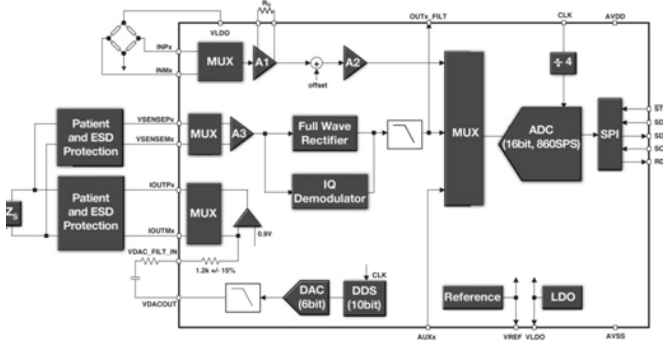 RG
OUTx_FILT
CLK
AVDD
VLDO
INPx
INMx
MUX
A1
offset
A2
÷ 4
Patient
and ESD
Protection
VSENSEPx
VSENSEMx
MUX
A3
Full Wave
Rectifier
IQ
Demodulator
MUX
ADC
(16bit, 860SPS)
SPI
Patient
and ESD
Protection
ZS
IOUTPx
IOUTMx
MUX
0.9V
VDAC_FILT_IN
1.2k +/- 15%
VDACOUT
DAC
(6bit)
CLK
DDS
(10bit)
Reference
LDO
AUXx
VREF
VLDO
AVSS